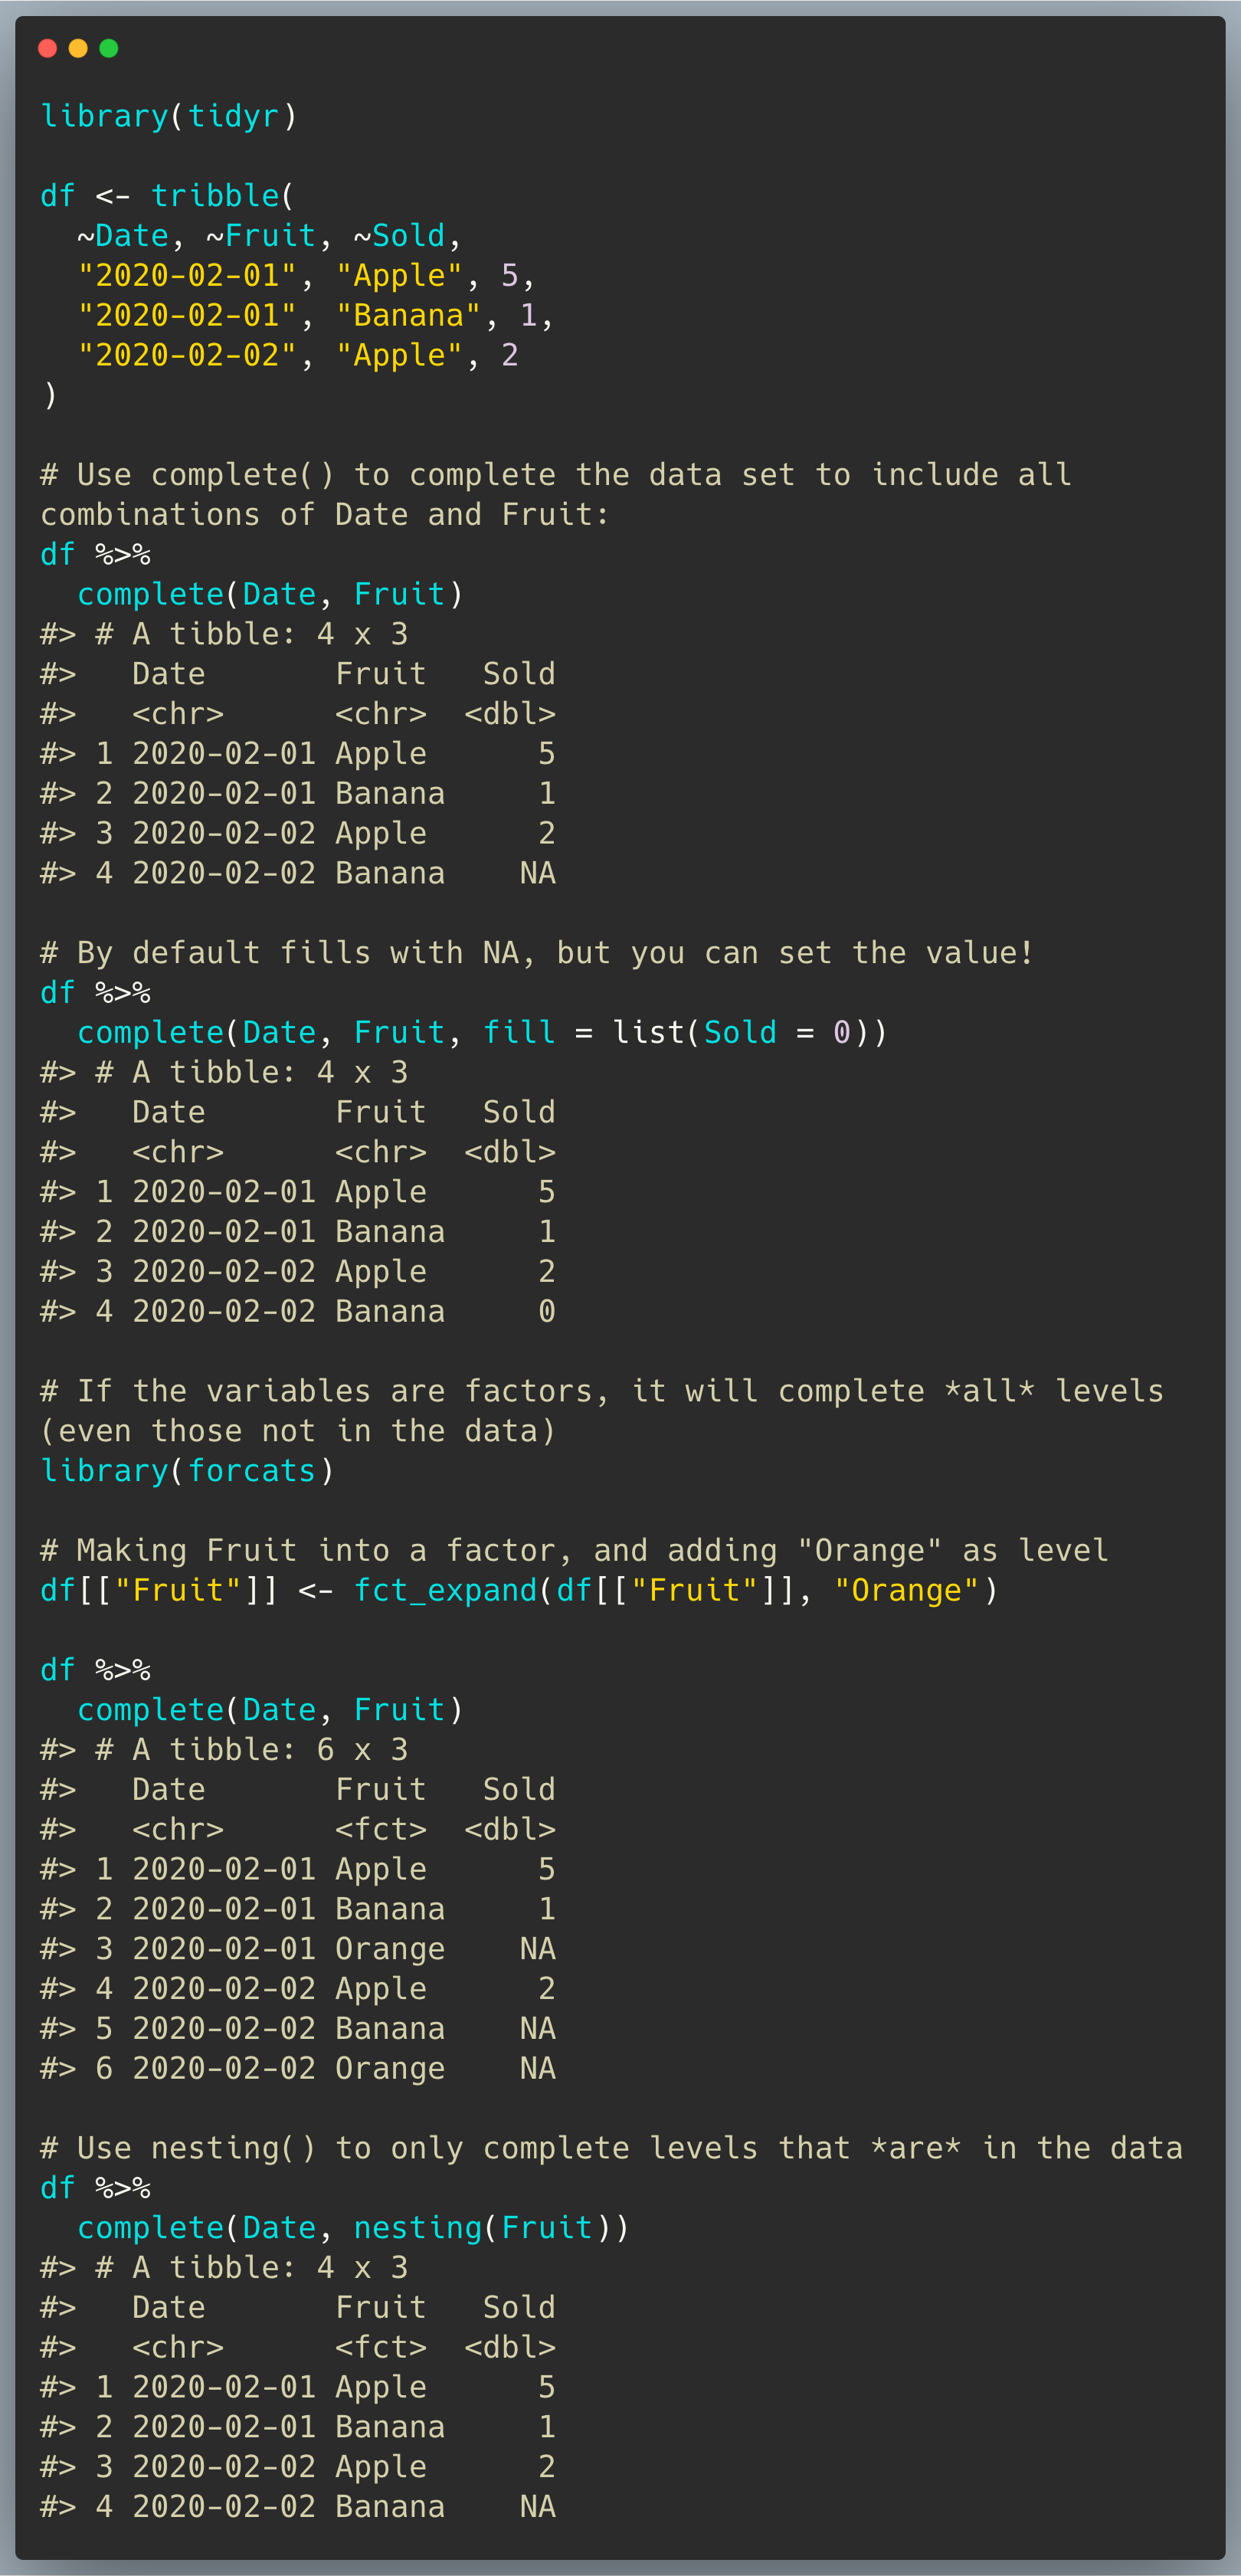 library(tidyr)
df <- tribble(
  ~Date, ~Fruit, ~Sold,
  "2020-02-01", "Apple", 5,
  "2020-02-01", "Banana", 1,
  "2020-02-02", "Apple", 2
)
# Use complete() to complete the data set to include all
combinations of Date and Fruit:
df %>%
  complete(Date, Fruit)
#> # A tibble: 4 x 3
#>   Date       Fruit   Sold
#>   <chr>      <chr>  <dbl>
#> 1 2020-02-01 Apple      5
#> 2 2020-02-01 Banana     1
#> 3 2020-02-02 Apple      2
#> 4 2020-02-02 Banana    NA
# By default fills with NA, but you can set the value!
df %>%
  complete(Date, Fruit, fill = list(Sold = 0))
#> # A tibble: 4 x 3
#>   Date       Fruit   Sold
#>   <chr>      <chr>  <dbl>
#> 1 2020-02-01 Apple      5
#> 2 2020-02-01 Banana     1
#> 3 2020-02-02 Apple      2
#> 4 2020-02-02 Banana     0
# If the variables are factors, it will complete *all* levels
(even those not in the data)
library(forcats)
# Making Fruit into a factor, and adding "Orange" as level
df[["Fruit"]] <- fct_expand(df[["Fruit"]], "Orange")
df %>%
  complete(Date, Fruit)
#> # A tibble: 6 x 3
#>   Date       Fruit   Sold
#>   <chr>      <fct>  <dbl>
#> 1 2020-02-01 Apple      5
#> 2 2020-02-01 Banana     1
#> 3 2020-02-01 Orange    NA
#> 4 2020-02-02 Apple      2
#> 5 2020-02-02 Banana    NA
#> 6 2020-02-02 Orange    NA
# Use nesting() to only complete levels that *are* in the data
df %>%
  complete(Date, nesting(Fruit))
#> # A tibble: 4 x 3
#>   Date       Fruit   Sold
#>   <chr>      <fct>  <dbl>
#> 1 2020-02-01 Apple      5
#> 2 2020-02-01 Banana     1
#> 3 2020-02-02 Apple      2
#> 4 2020-02-02 Banana    NA